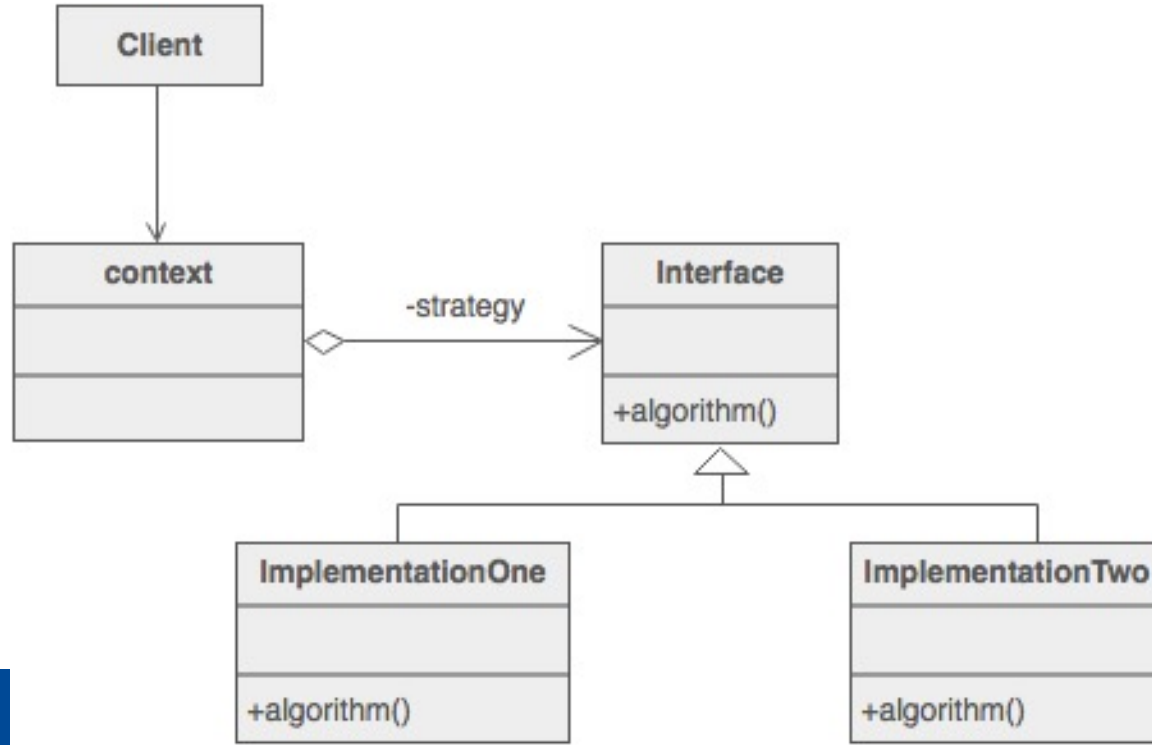 Client
context
-strategy
Interface
+algorithm()
ImplementationOne
+algorithm()
ImplementationTwo
+algorithm()